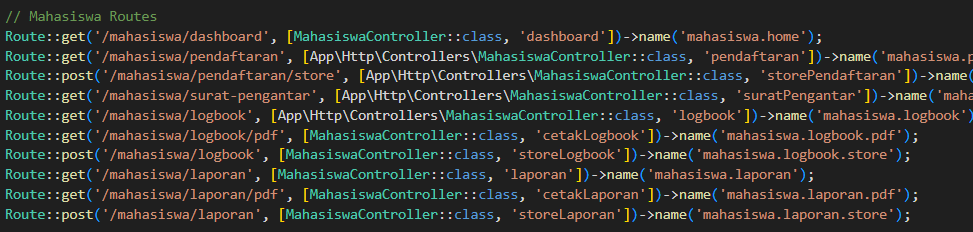 // Mahasiswa Routes
Route::get('/mahasiswa/dashboard', [MahasiswaController::class, 'dashboard'])->name('mahasiswa.home');
Route::get('/mahasiswa/pendaftaran', [App\Http\Controllers\MahasiswaController::class, 'pendaftaran'])->name('mahasiswa.p
Route::post('/mahasiswa/pendaftaran/store', [App\Http\Controllers\MahasiswaController::class, 'storePendaftaran'])->name(
Route::get('/mahasiswa/surat-pengantar', [App\Http\Controllers\MahasiswaController::class, 'suratPengantar'])->name('maha
Route::get('/mahasiswa/logbook', [App\Http\Controllers\MahasiswaController::class, 'logbook'])->name('mahasiswa.logbook')
Route::get('/mahasiswa/logbook/pdf', [MahasiswaController::class, 'cetakLogbook'])->name('mahasiswa.logbook.pdf');
Route::post('/mahasiswa/logbook', [MahasiswaController::class, 'storeLogbook'])->name('mahasiswa.logbook.store');
Route::get('/mahasiswa/laporan', [MahasiswaController::class, 'laporan'])->name('mahasiswa.laporan');
Route::get('/mahasiswa/laporan/pdf', [MahasiswaController::class, 'cetakLaporan'])->name('mahasiswa.laporan.pdf');
Route::post('/mahasiswa/laporan', [MahasiswaController::class, 'storeLaporan'])->name('mahasiswa.laporan.store');